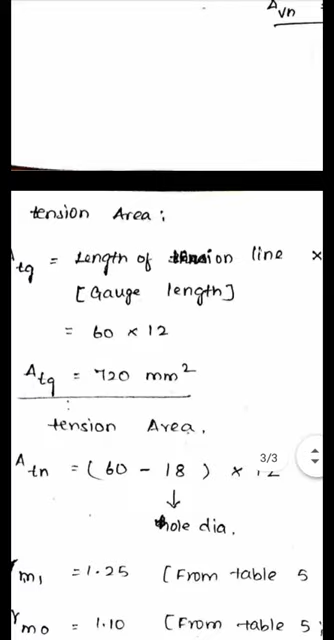 Avn
tension Area:
Atg = Length of tension line ×
[Gauge length]
= 60 × 12
Atg = 720 mm²
tension Area.
3/3
Atn = (60 - 18) × 12
↓
hole dia.
γm1 = 1.25 [From table 5
γmo = 1.10 [From table 5